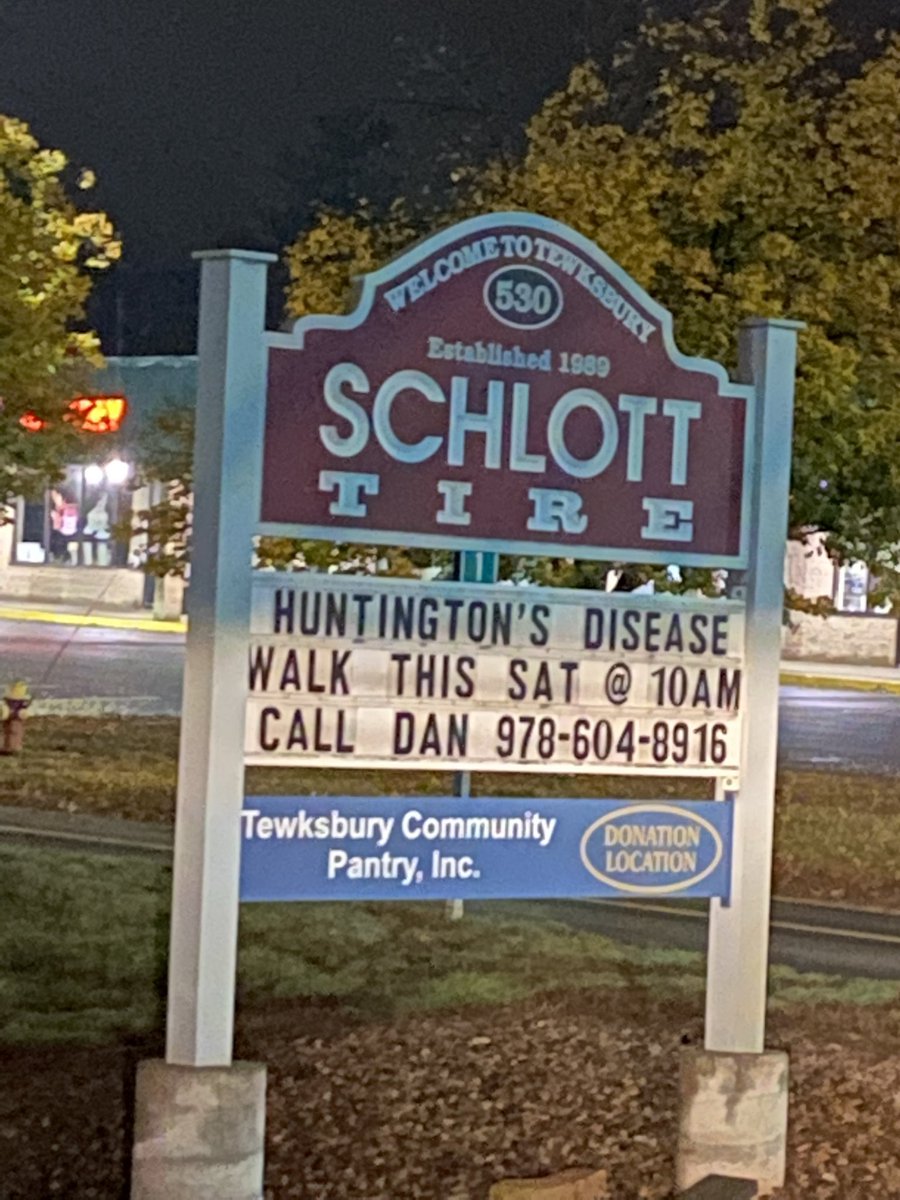 WELCOME TO TEWKSBURY
530
Established 1989
SCHLOTT
TIRE
HUNTINGTON'S DISEASE
WALK THIS SAT @ 10AM
CALL DAN 978-604-8916
Tewksbury Community
Pantry, Inc.
DONATION
LOCATION